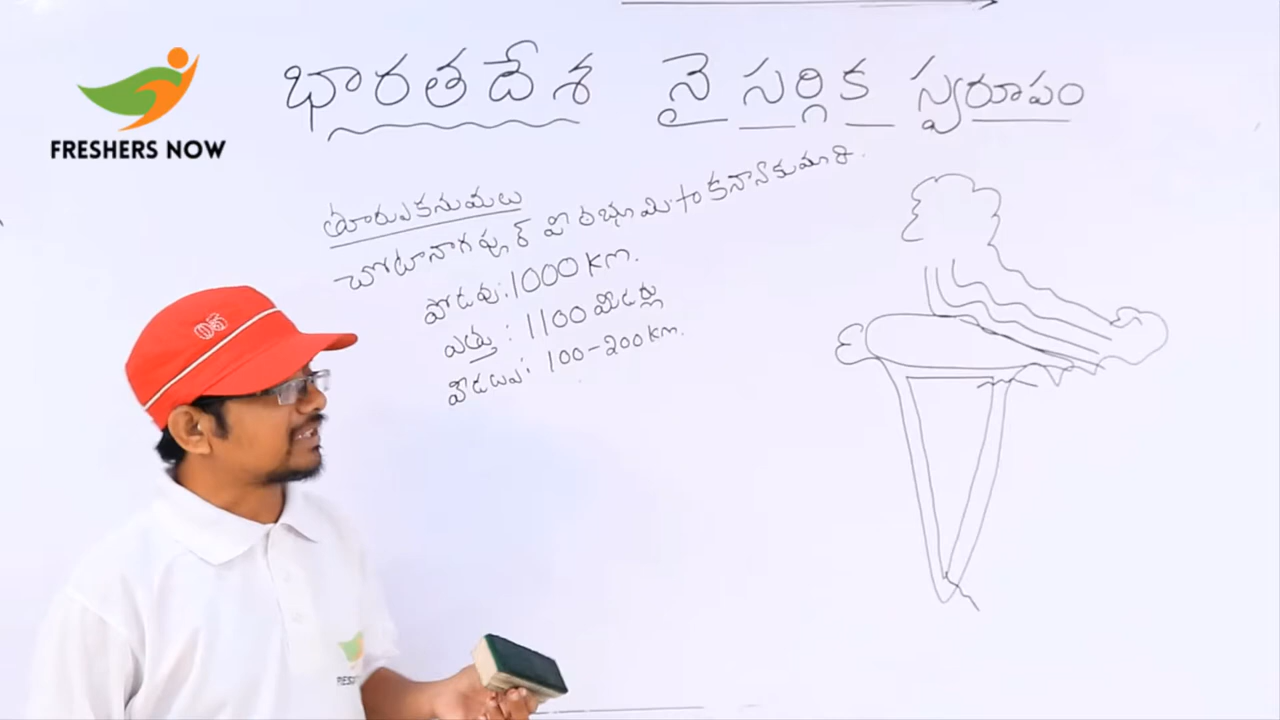 భారతదేశ నైసర్గిక స్వరూపం
FRESHERS NOW
తూరుపుకనుమలు
చోటానాగపూర్ పీఠభూమి to కన్యాకుమారి.
పోడవు: 1000 km.
ఎత్తు : 1100 మీటర్లు
వెడలుపు: 100-200 km.